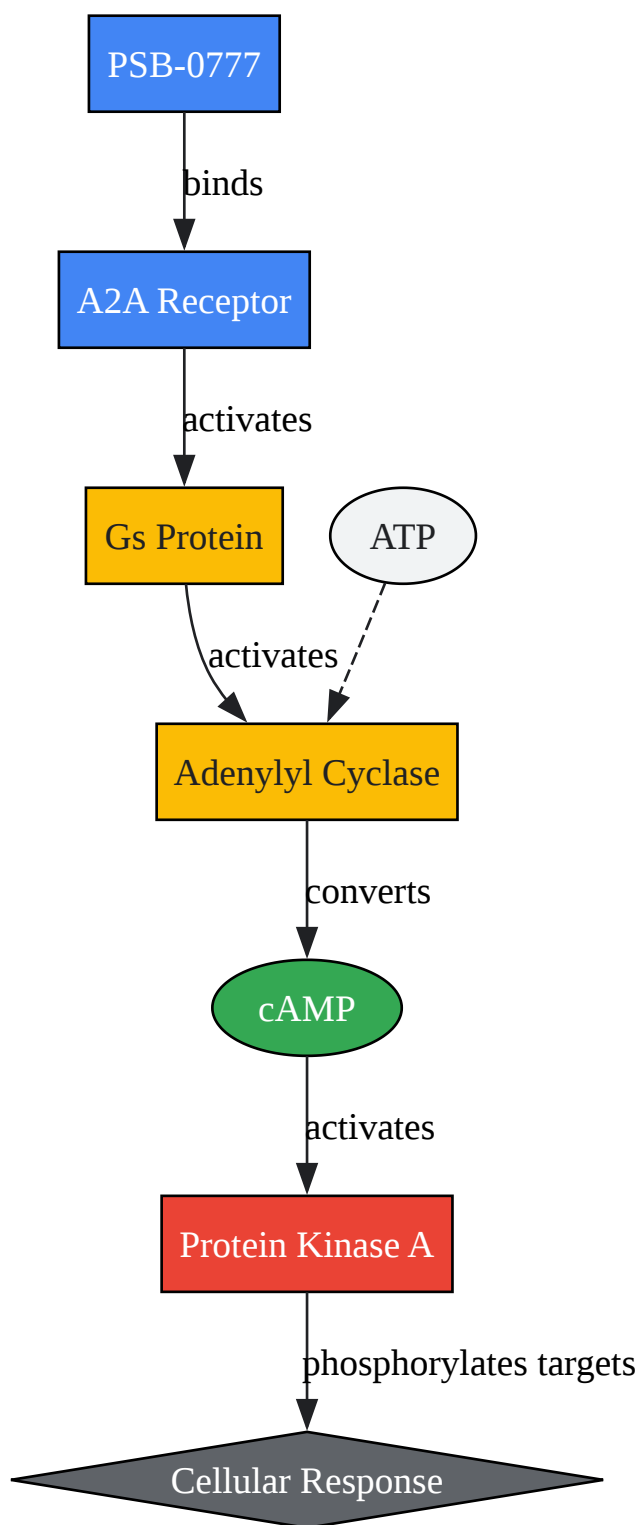 PSB-0777
binds
A2A Receptor
activates
Gs Protein
ATP
activates
Adenylyl Cyclase
converts
cAMP
activates
Protein Kinase A
phosphorylates targets
Cellular Response